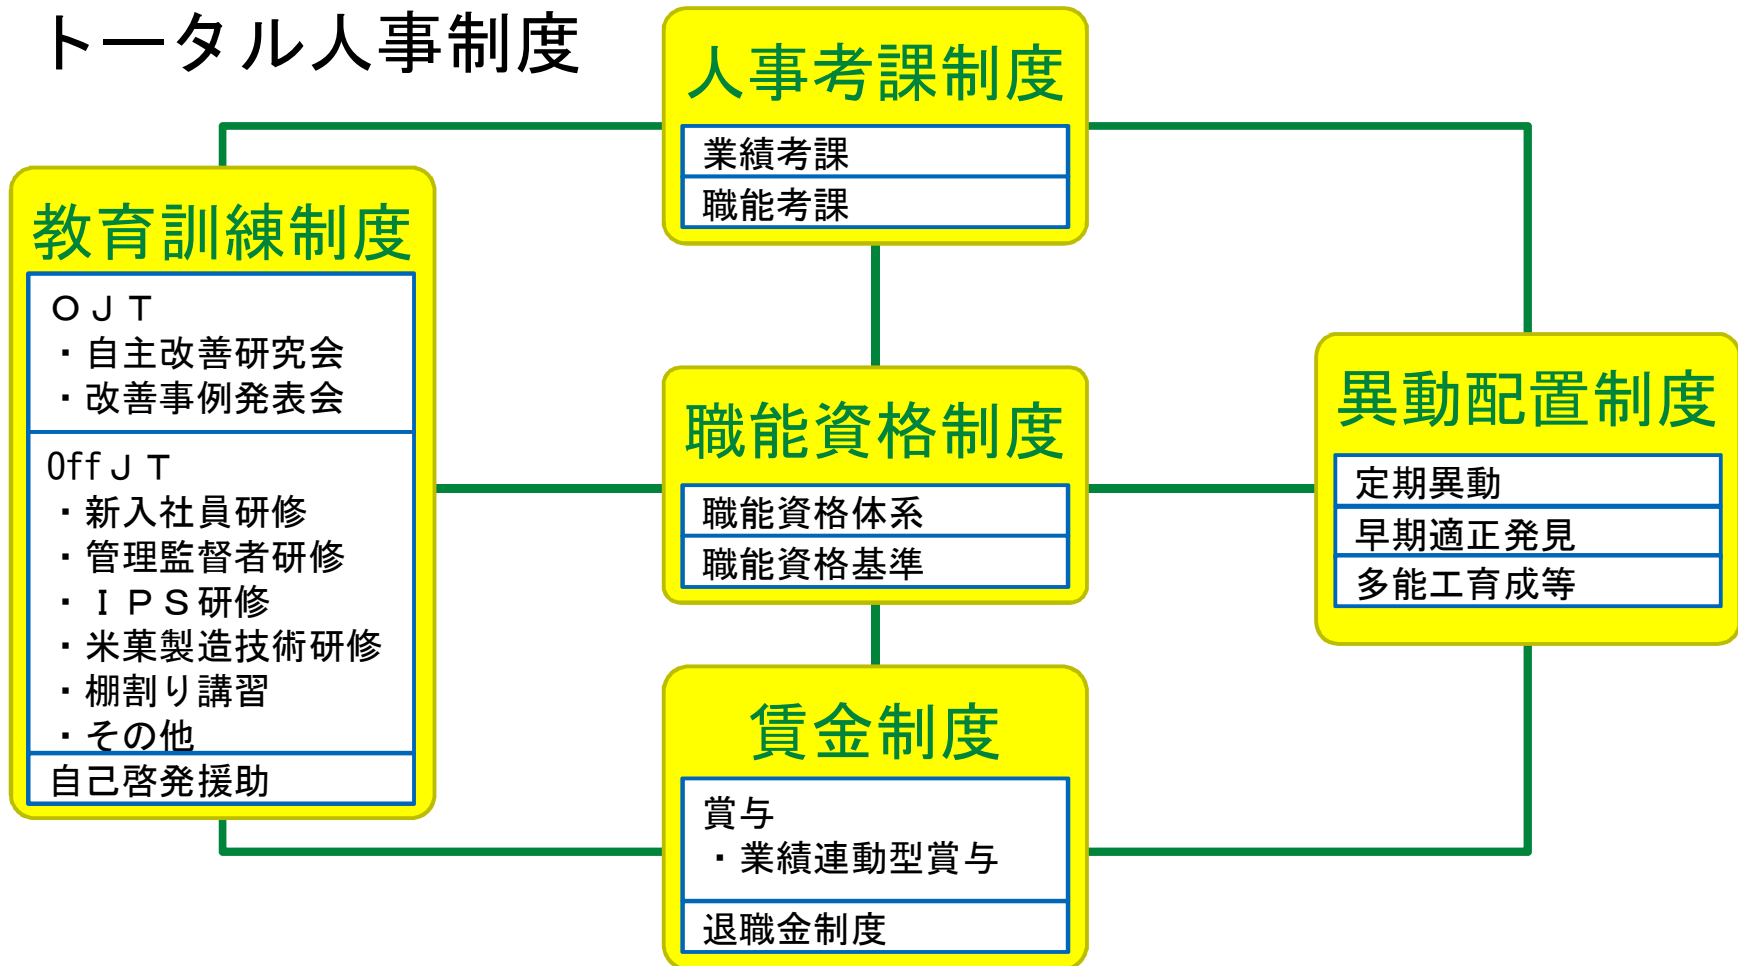 トータル人事制度
人事考課制度
業績考課
職能考課
教育訓練制度
ＯＪＴ
・自主改善研究会
・改善事例発表会
OffＪＴ
・新入社員研修
・管理監督者研修
・ＩＰＳ研修
・米菓製造技術研修
・棚割り講習
・その他
自己啓発援助
職能資格制度
職能資格体系
職能資格基準
異動配置制度
定期異動
早期適正発見
多能工育成等
賃金制度
賞与
・業績連動型賞与
退職金制度